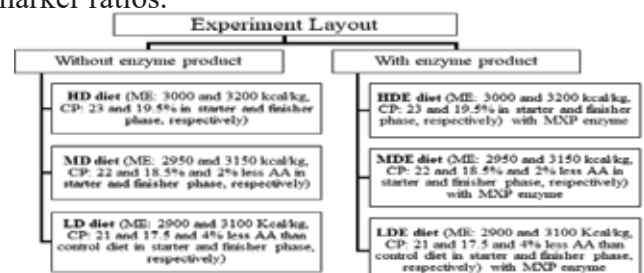 marker ratios.
Experiment Layout
Without enzyme product
With enzyme product
HD diet (ME: 3000 and 3200 kcal/kg,
CP: 23 and 19.5% in starter and finisher
phase, respectively)
MD diet (ME: 2950 and 3150 kcal/kg,
CP: 22 and 18.5% and 2% less AA in
starter and finisher phase, respectively)
LD diet (ME: 2900 and 3100 Kcal/kg,
CP: 21 and 17.5 and 4% less AA than
control diet in starter and finisher phase,
respectively)
HDE diet (ME: 3000 and 3200 kcal/kg,
CP: 23 and 19.5% in starter and finisher
phase, respectively) with MXP enzyme
MDE diet (ME: 2950 and 3150 kcal/kg,
CP: 22 and 18.5% and 2% less AA in
starter and finisher phase, respectively)
with MXP enzyme
LDE diet (ME: 2900 and 3100 Kcal/kg,
CP: 21 and 17.5 and 4% less AA than
control diet in starter and finisher phase,
respectively) with MXP enzyme